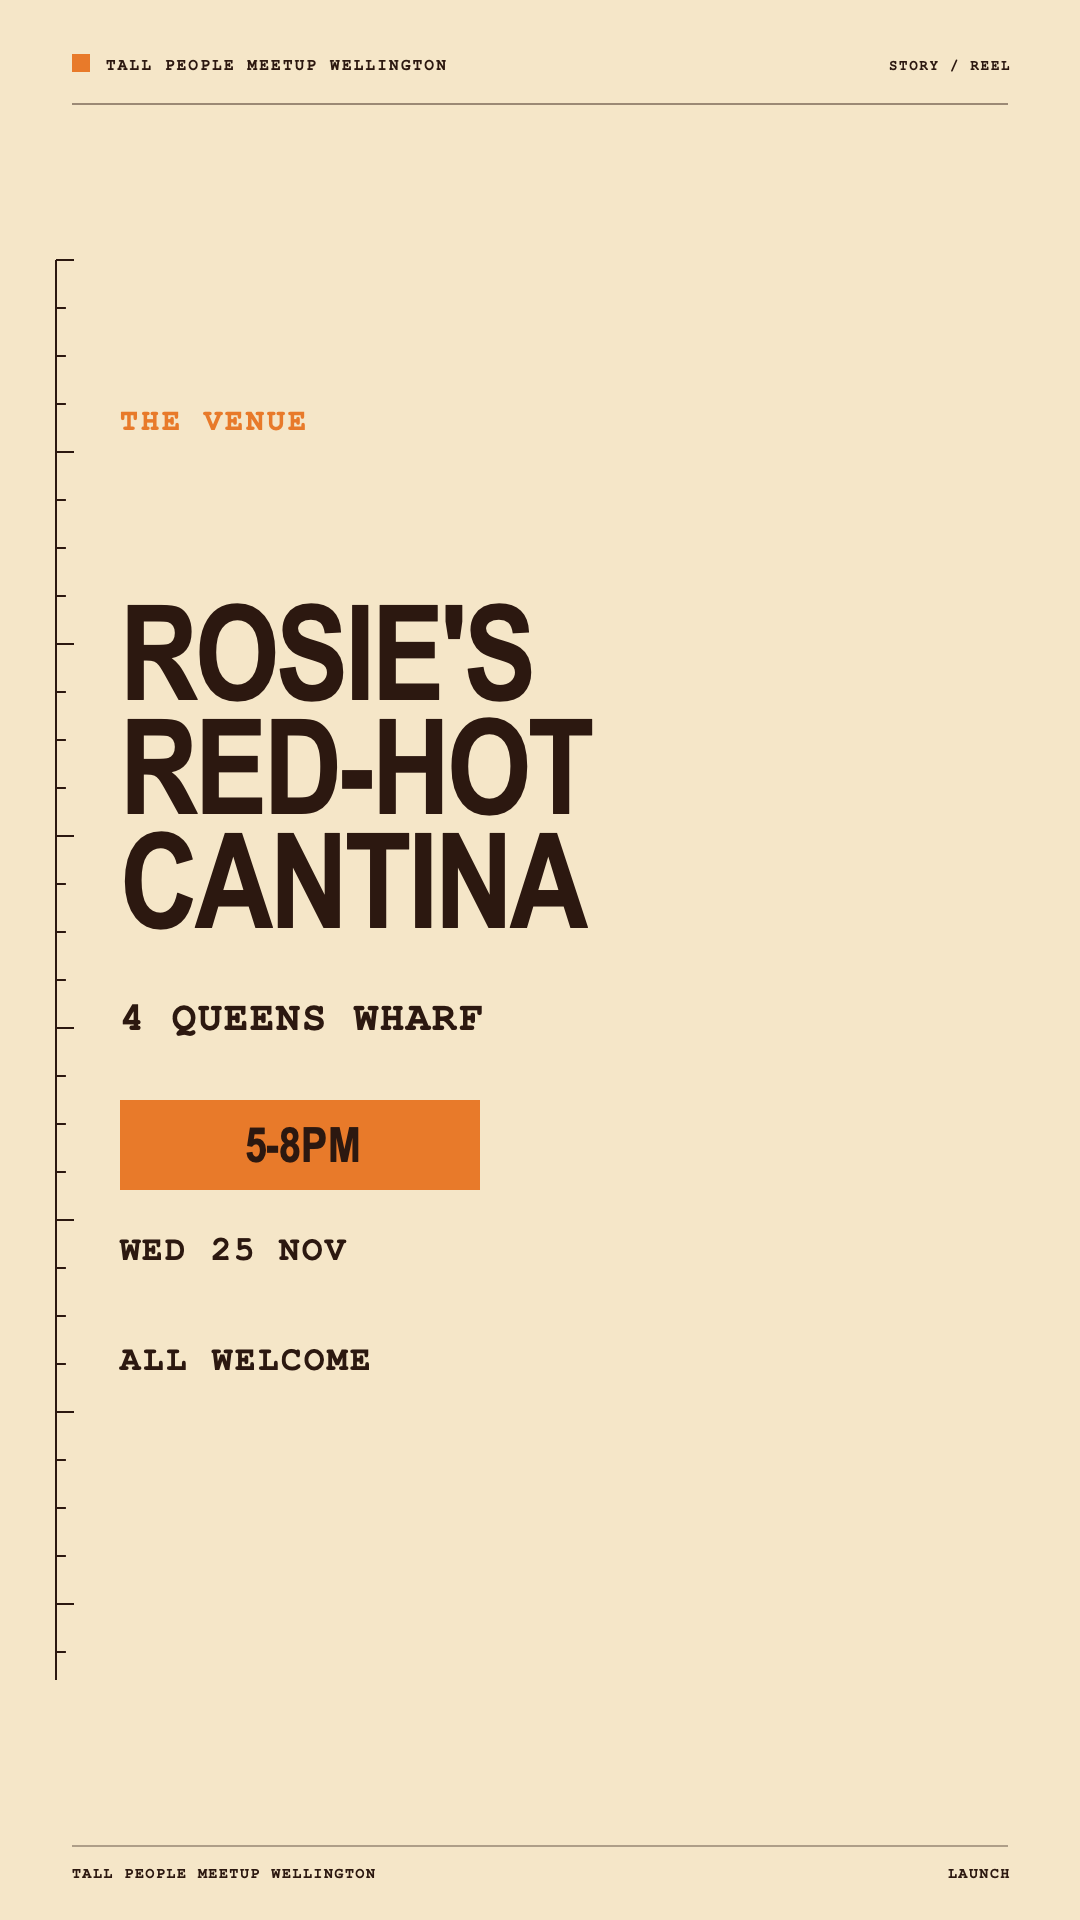 TALL PEOPLE MEETUP WELLINGTON
STORY / REEL
THE VENUE
ROSIE'S
RED-HOT
CANTINA
4 QUEENS WHARF
5-8PM
WED 25 NOV
ALL WELCOME
TALL PEOPLE MEETUP WELLINGTON
LAUNCH